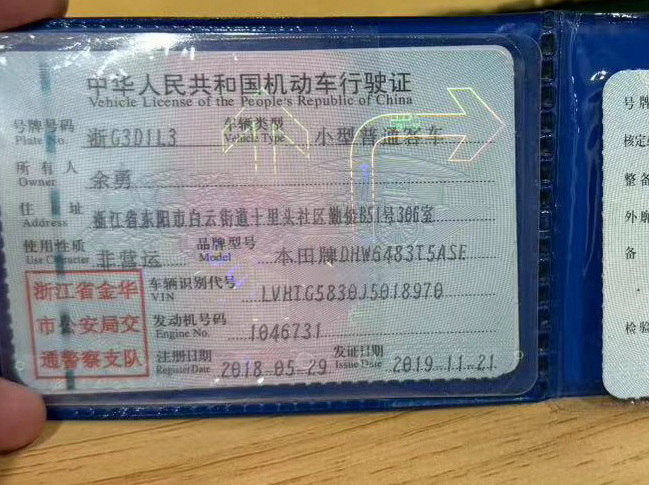 中华人民共和国机动车行驶证
Vehicle License of the People's Republic of China
号牌号码 浙G3D1L3 车辆类型 小型普通客车
Plate No. Vehicle Type
所有人 余勇
Owner
住址 浙江省东阳市白云街道十里头社区 B51号306室
Address
使用性质 非营运 品牌型号 本田牌DHW6483T5ASE
Use Character Model
浙江省金华
市公安局交
通警察支队
车辆识别代号 LVHTG5830J5018970
VIN
发动机号码 1046731
Engine No.
注册日期 2018-05-29 发证日期 2019-11-21
Register Date Issue Date
号牌
核定
整备
外廓
备
检验